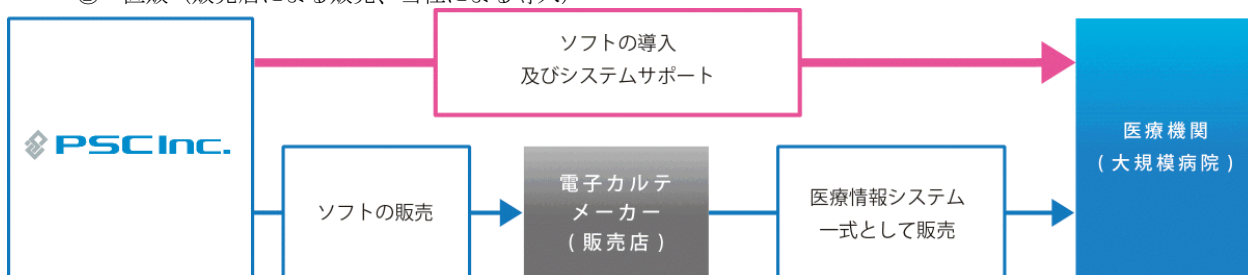 ソフトの導入
及びシステムサポート
PSCInc.
医療機関
(大規模病院)
ソフトの販売
電子カルテ
メーカー
(販売店)
医療情報システム
一式として販売